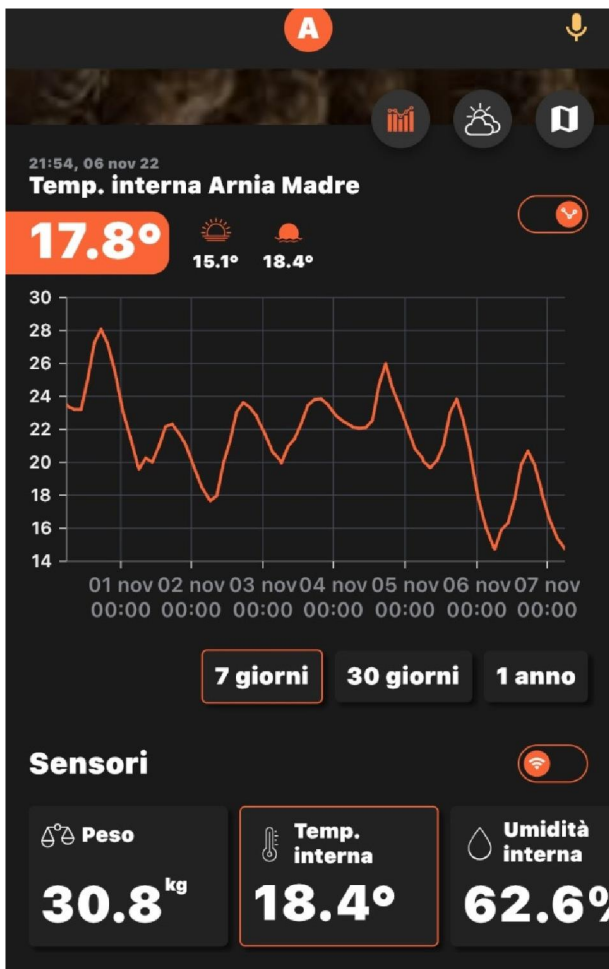 A
21:54, 06 nov 22
Temp. interna Arnia Madre
17.8°
15.1° 18.4°
30
28
26
24
22
20
18
16
14
01 nov 02 nov 03 nov 04 nov 05 nov 06 nov 07 nov
00:00 00:00 00:00 00:00 00:00 00:00 00:00
7 giorni 30 giorni 1 anno
Sensori
Peso
30.8 kg
Temp.
interna
18.4°
Umidità
interna
62.6%